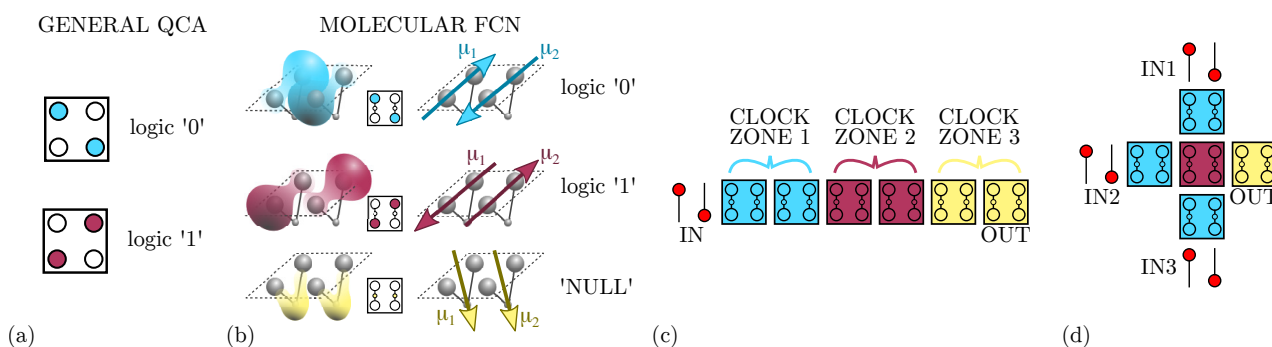 GENERAL QCA
logic '0'
logic '1'
(a)
MOLECULAR FCN
μ1
μ2
logic '0'
μ1
μ2
logic '1'
'NULL'
μ1
μ2
(b)
CLOCK
ZONE 1
CLOCK
ZONE 2
CLOCK
ZONE 3
IN
OUT
(c)
IN1
IN2
OUT
IN3
(d)